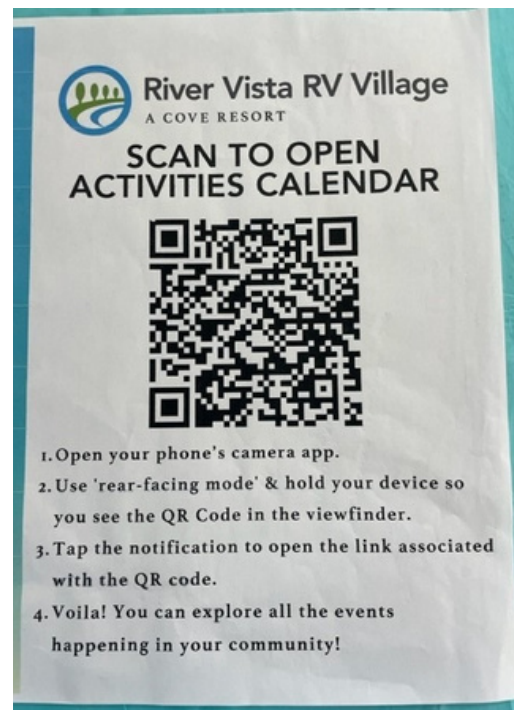 River Vista RV Village
A COVE RESORT
SCAN TO OPEN
ACTIVITIES CALENDAR
1. Open your phone's camera app.
2. Use 'rear-facing mode' & hold your device so
you see the QR Code in the viewfinder.
3. Tap the notification to open the link associated
with the QR code.
4. Voila! You can explore all the events
happening in your community!